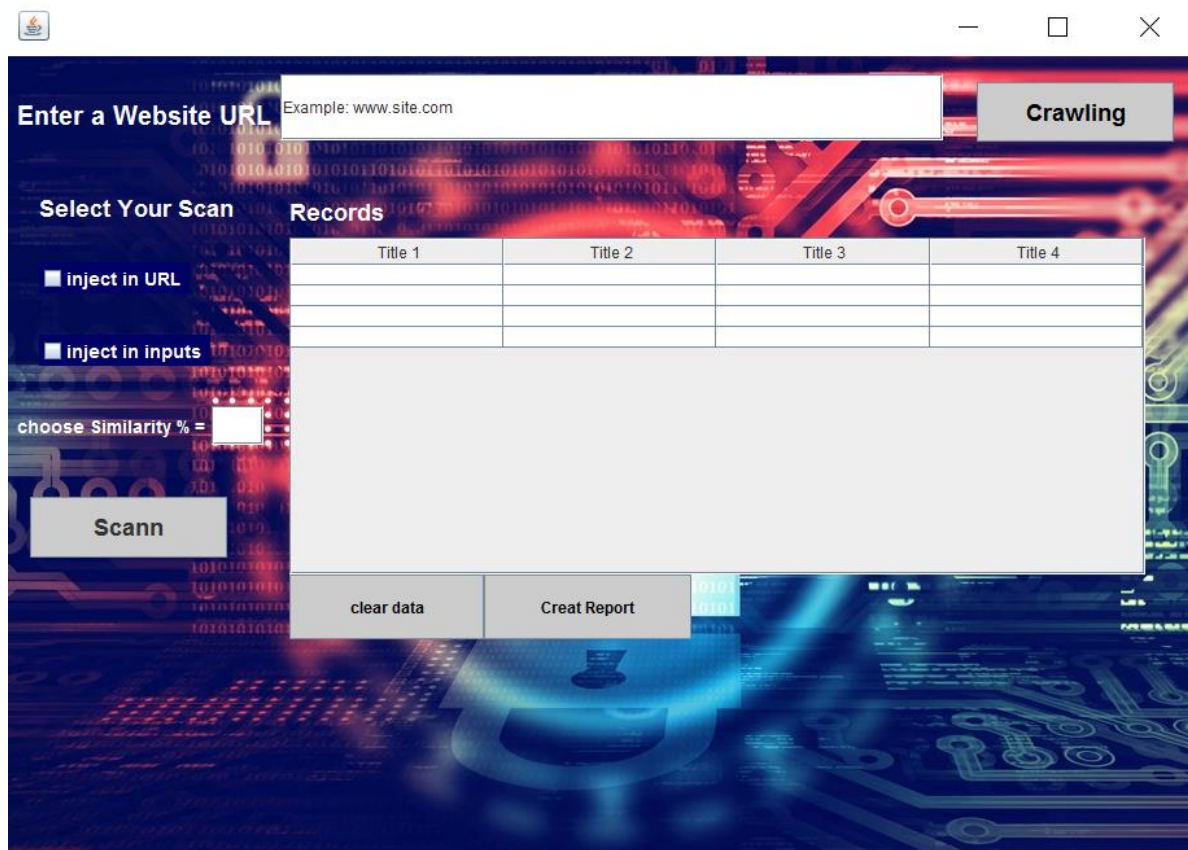 Enter a Website URL Example: www.site.com Crawling
Select Your Scan
Records
Title 1 Title 2 Title 3 Title 4
inject in URL
inject in inputs
choose Similarity % =
Scann
clear data Creat Report